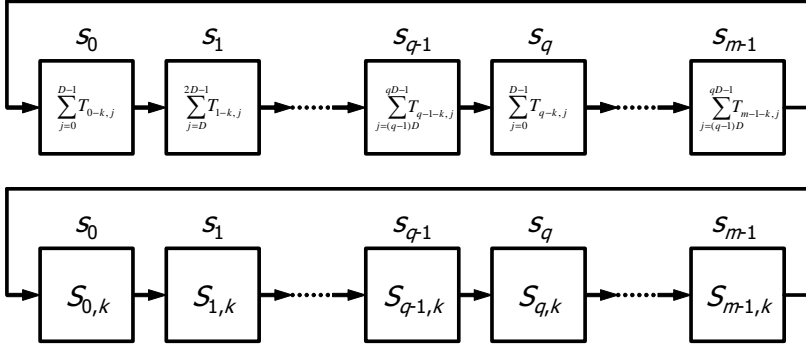 s_0 s_1 s_{q-1} s_q s_{m-1}
\sum_{j=0}^{D-1} T_{0-k,j} \sum_{j=D}^{2D-1} T_{1-k,j} \sum_{j=(q-1)D}^{qD-1} T_{q-1-k,j} \sum_{j=0}^{D-1} T_{q-k,j} \sum_{j=(q-1)D}^{qD-1} T_{m-1-k,j}
s_0 s_1 s_{q-1} s_q s_{m-1}
S_{0,k} S_{1,k} S_{q-1,k} S_{q,k} S_{m-1,k}